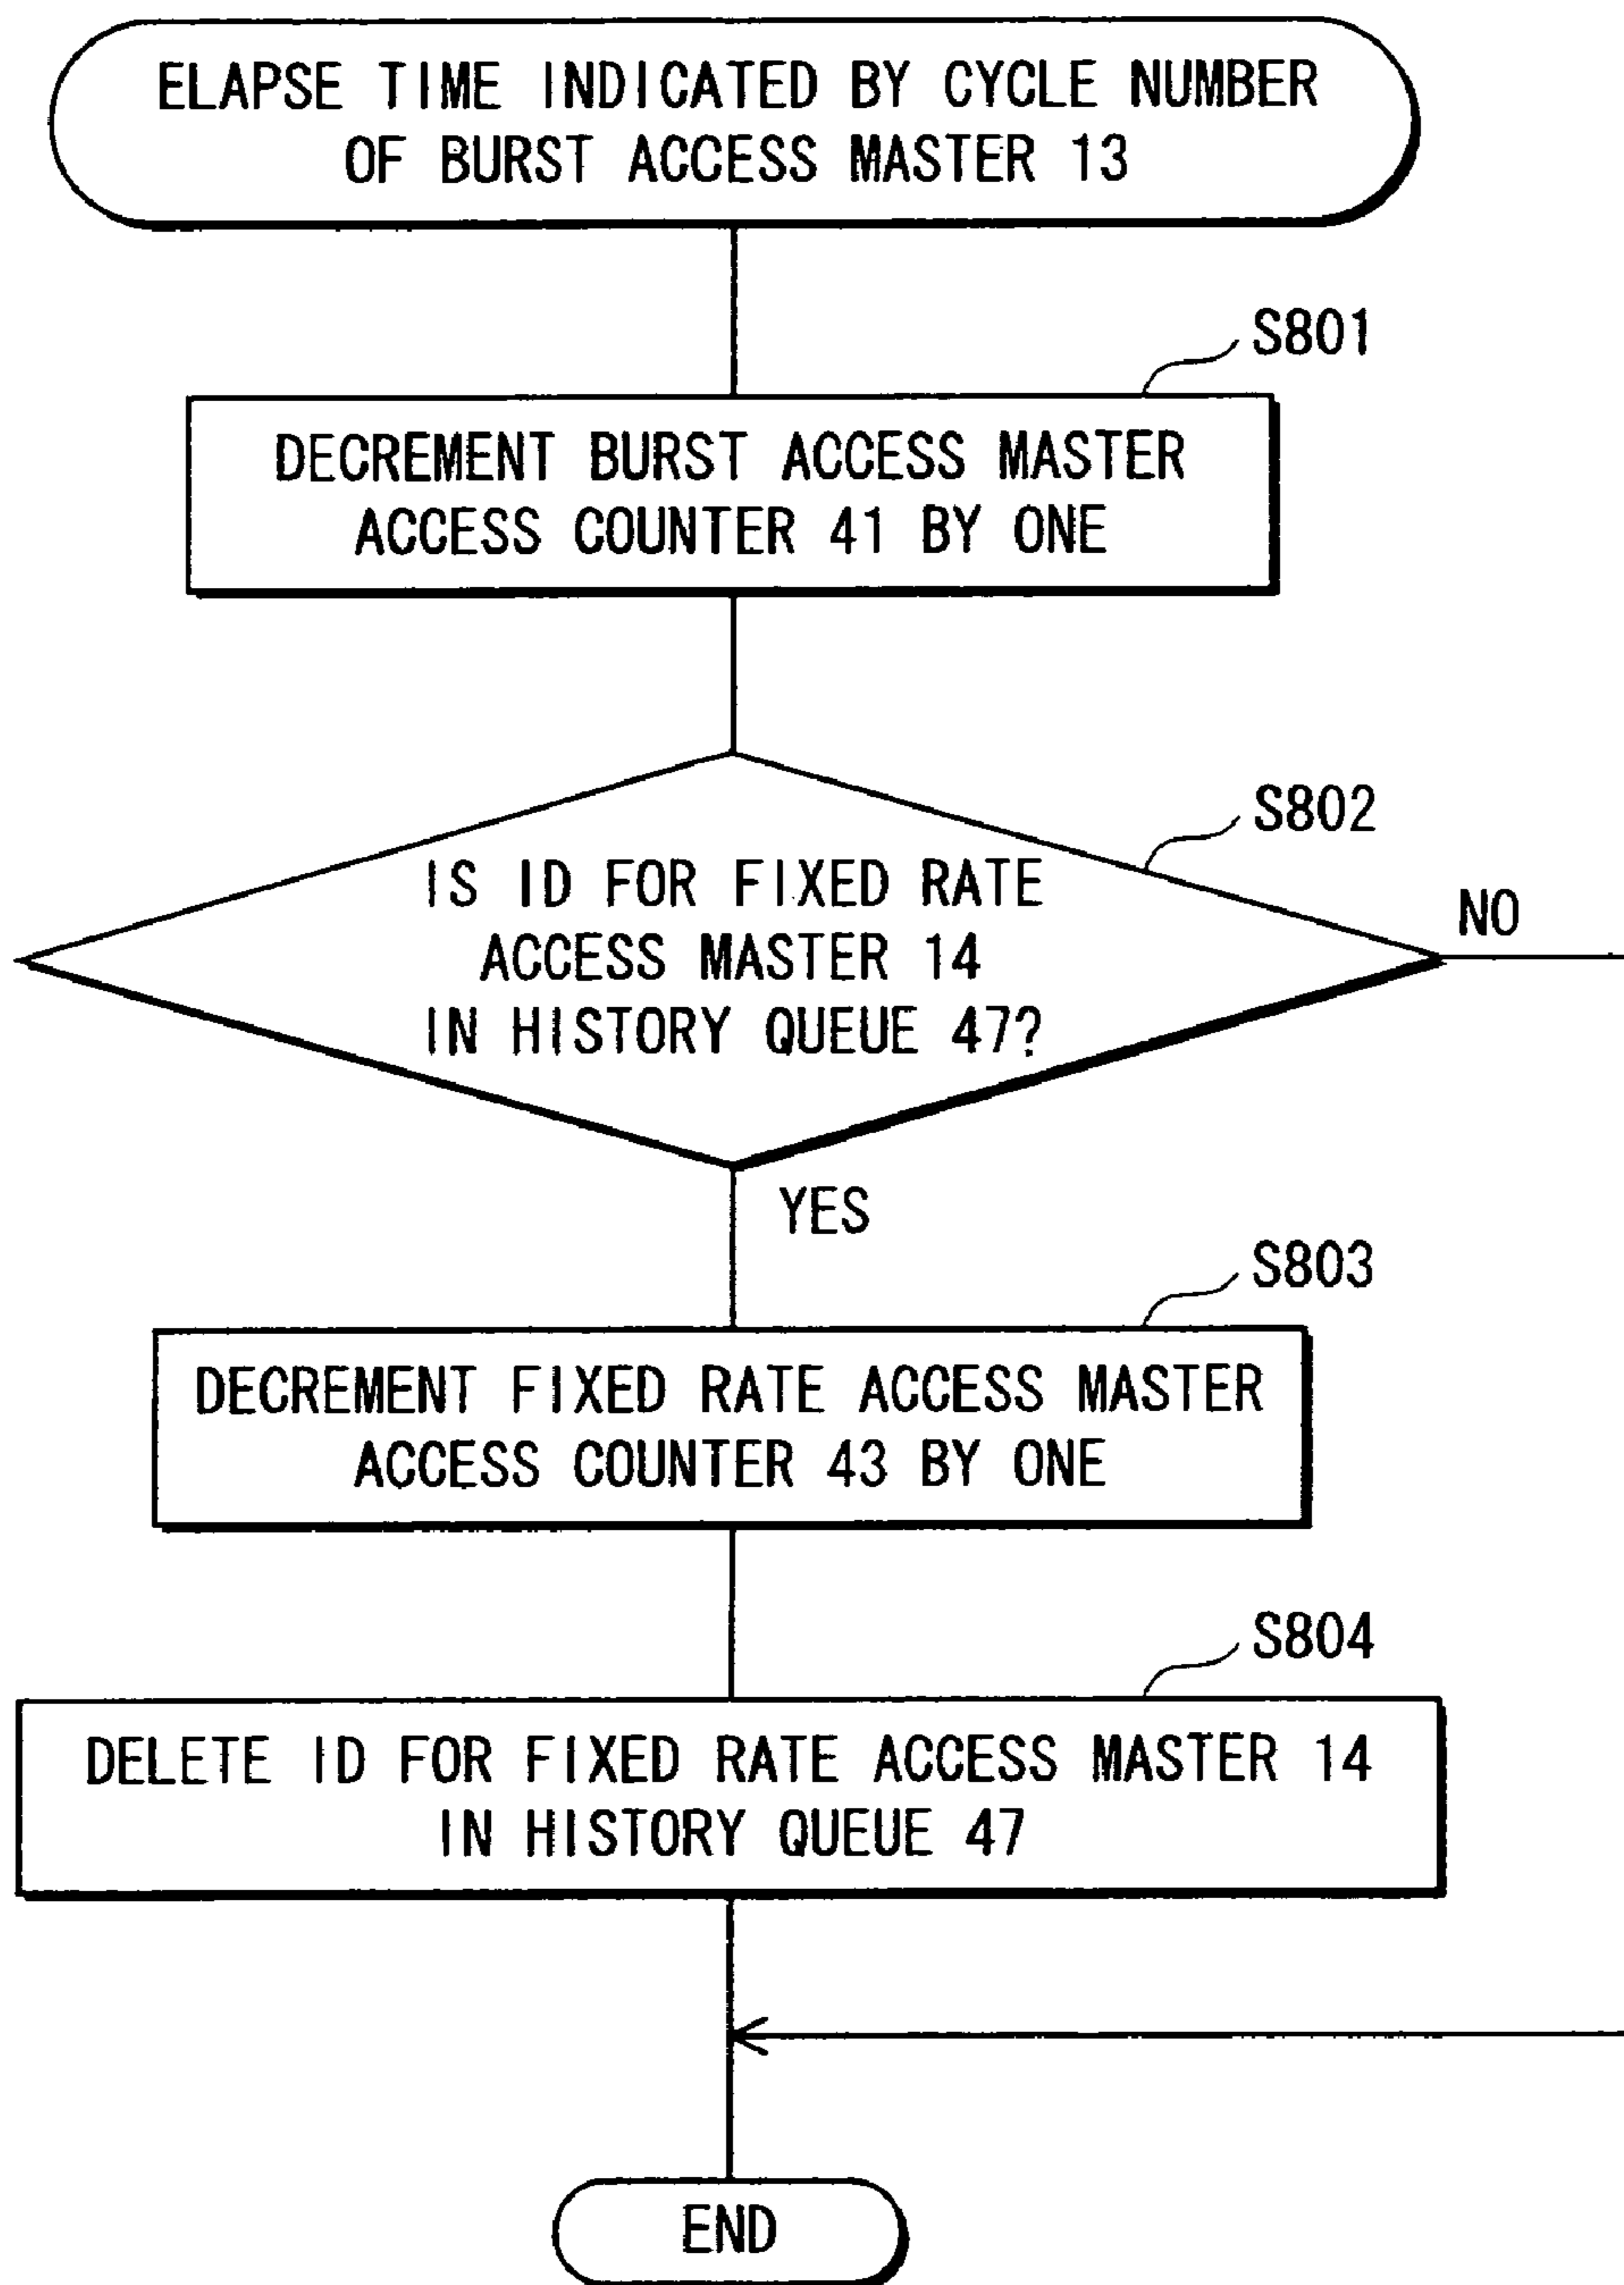 ELAPSE TIME INDICATED BY CYCLE NUMBER
OF BURST ACCESS MASTER 13
S801
DECREMENT BURST ACCESS MASTER
ACCESS COUNTER 41 BY ONE
S802
IS ID FOR FIXED RATE
ACCESS MASTER 14
IN HISTORY QUEUE 47?
NO
YES
S803
DECREMENT FIXED RATE ACCESS MASTER
ACCESS COUNTER 43 BY ONE
S804
DELETE ID FOR FIXED RATE ACCESS MASTER 14
IN HISTORY QUEUE 47
END